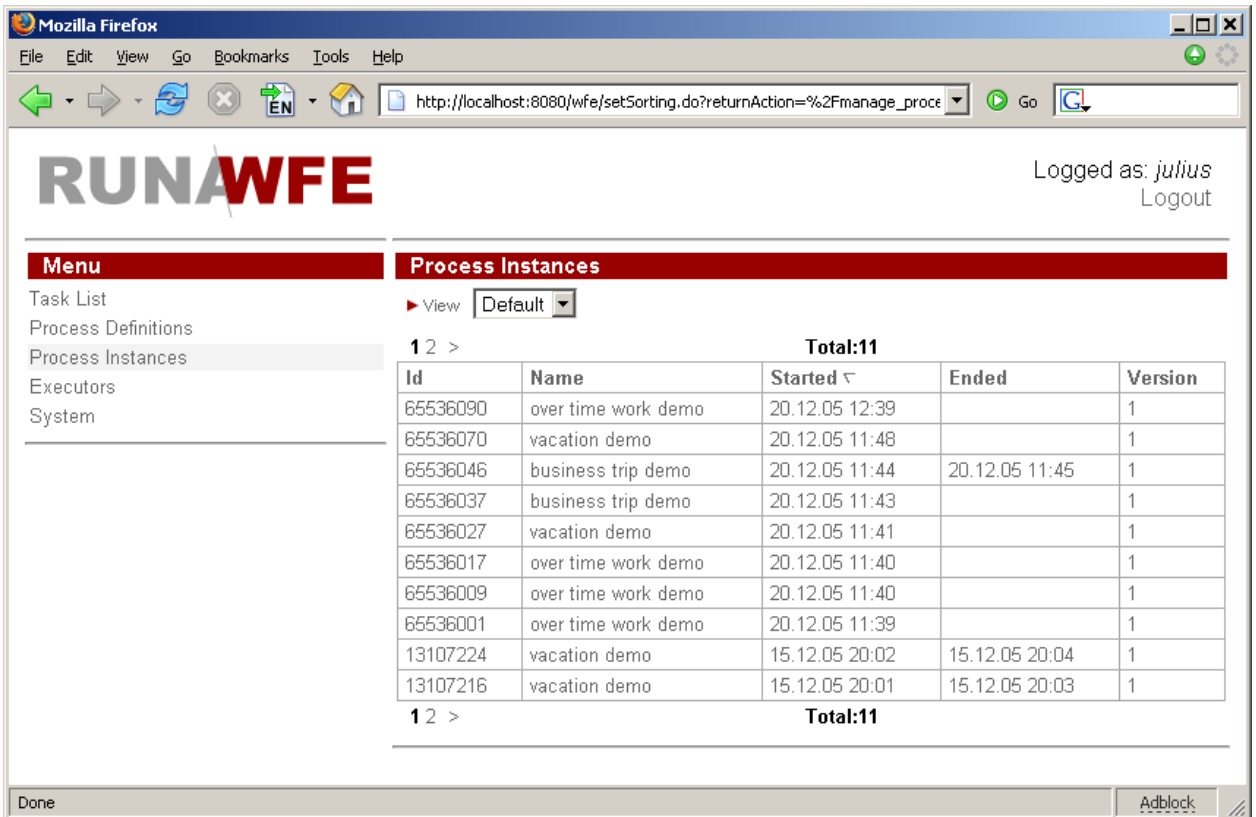 Mozilla Firefox
File Edit View Go Bookmarks Tools Help
EN http://localhost:8080/wfe/setSorting.do?returnAction=%2Fmanage_proce Go G
RUNAWFE
Logged as: julius
Logout
Menu
Task List
Process Definitions
Process Instances
Executors
System
Process Instances
View Default
1 2 > Total:11
Id Name Started Ended Version
65536090 over time work demo 20.12.05 12:39 1
65536070 vacation demo 20.12.05 11:48 1
65536046 business trip demo 20.12.05 11:44 20.12.05 11:45 1
65536037 business trip demo 20.12.05 11:43 1
65536027 vacation demo 20.12.05 11:41 1
65536017 over time work demo 20.12.05 11:40 1
65536009 over time work demo 20.12.05 11:40 1
65536001 over time work demo 20.12.05 11:39 1
13107224 vacation demo 15.12.05 20:02 15.12.05 20:04 1
13107216 vacation demo 15.12.05 20:01 15.12.05 20:03 1
1 2 > Total:11
Done Adblock